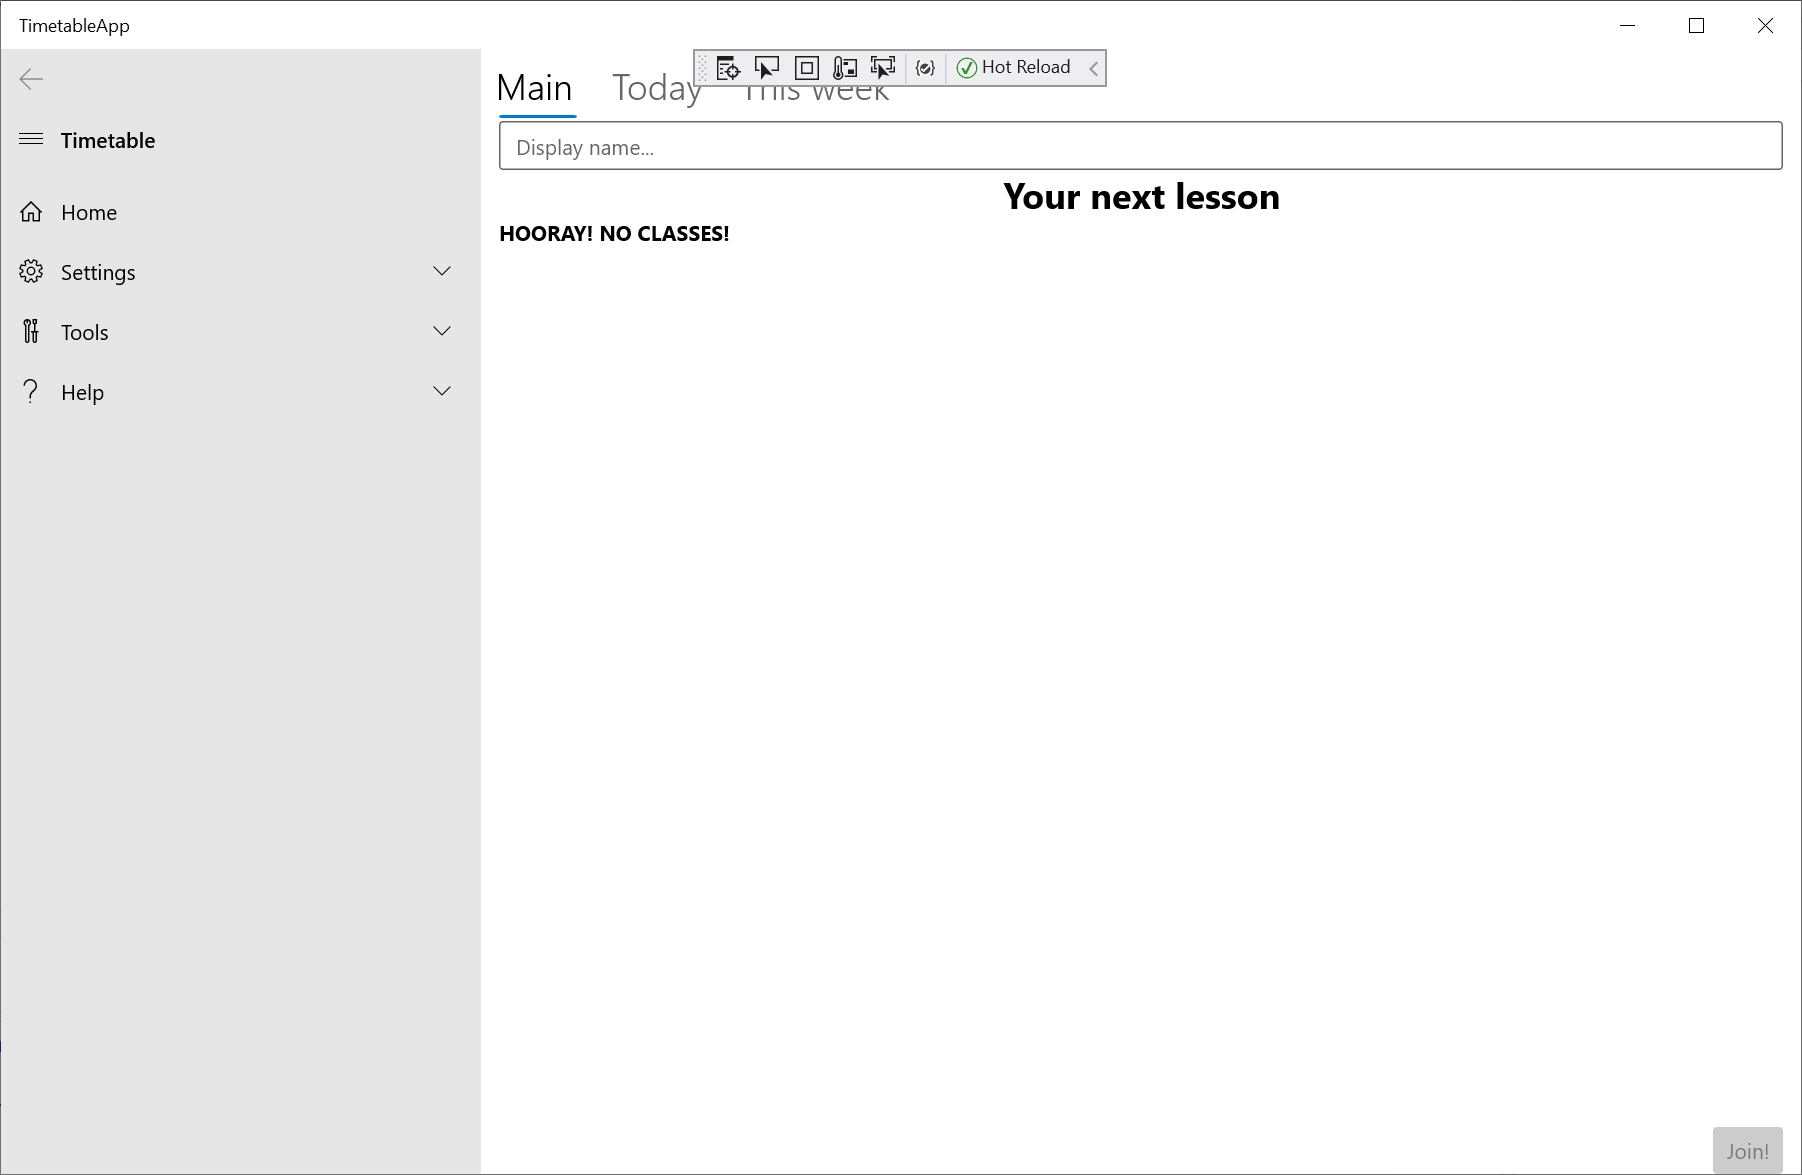 TimetableApp
Hot Reload
Main Today This week
Timetable
Display name...
Your next lesson
Home
HOORAY! NO CLASSES!
Settings
Tools
Help
Join!